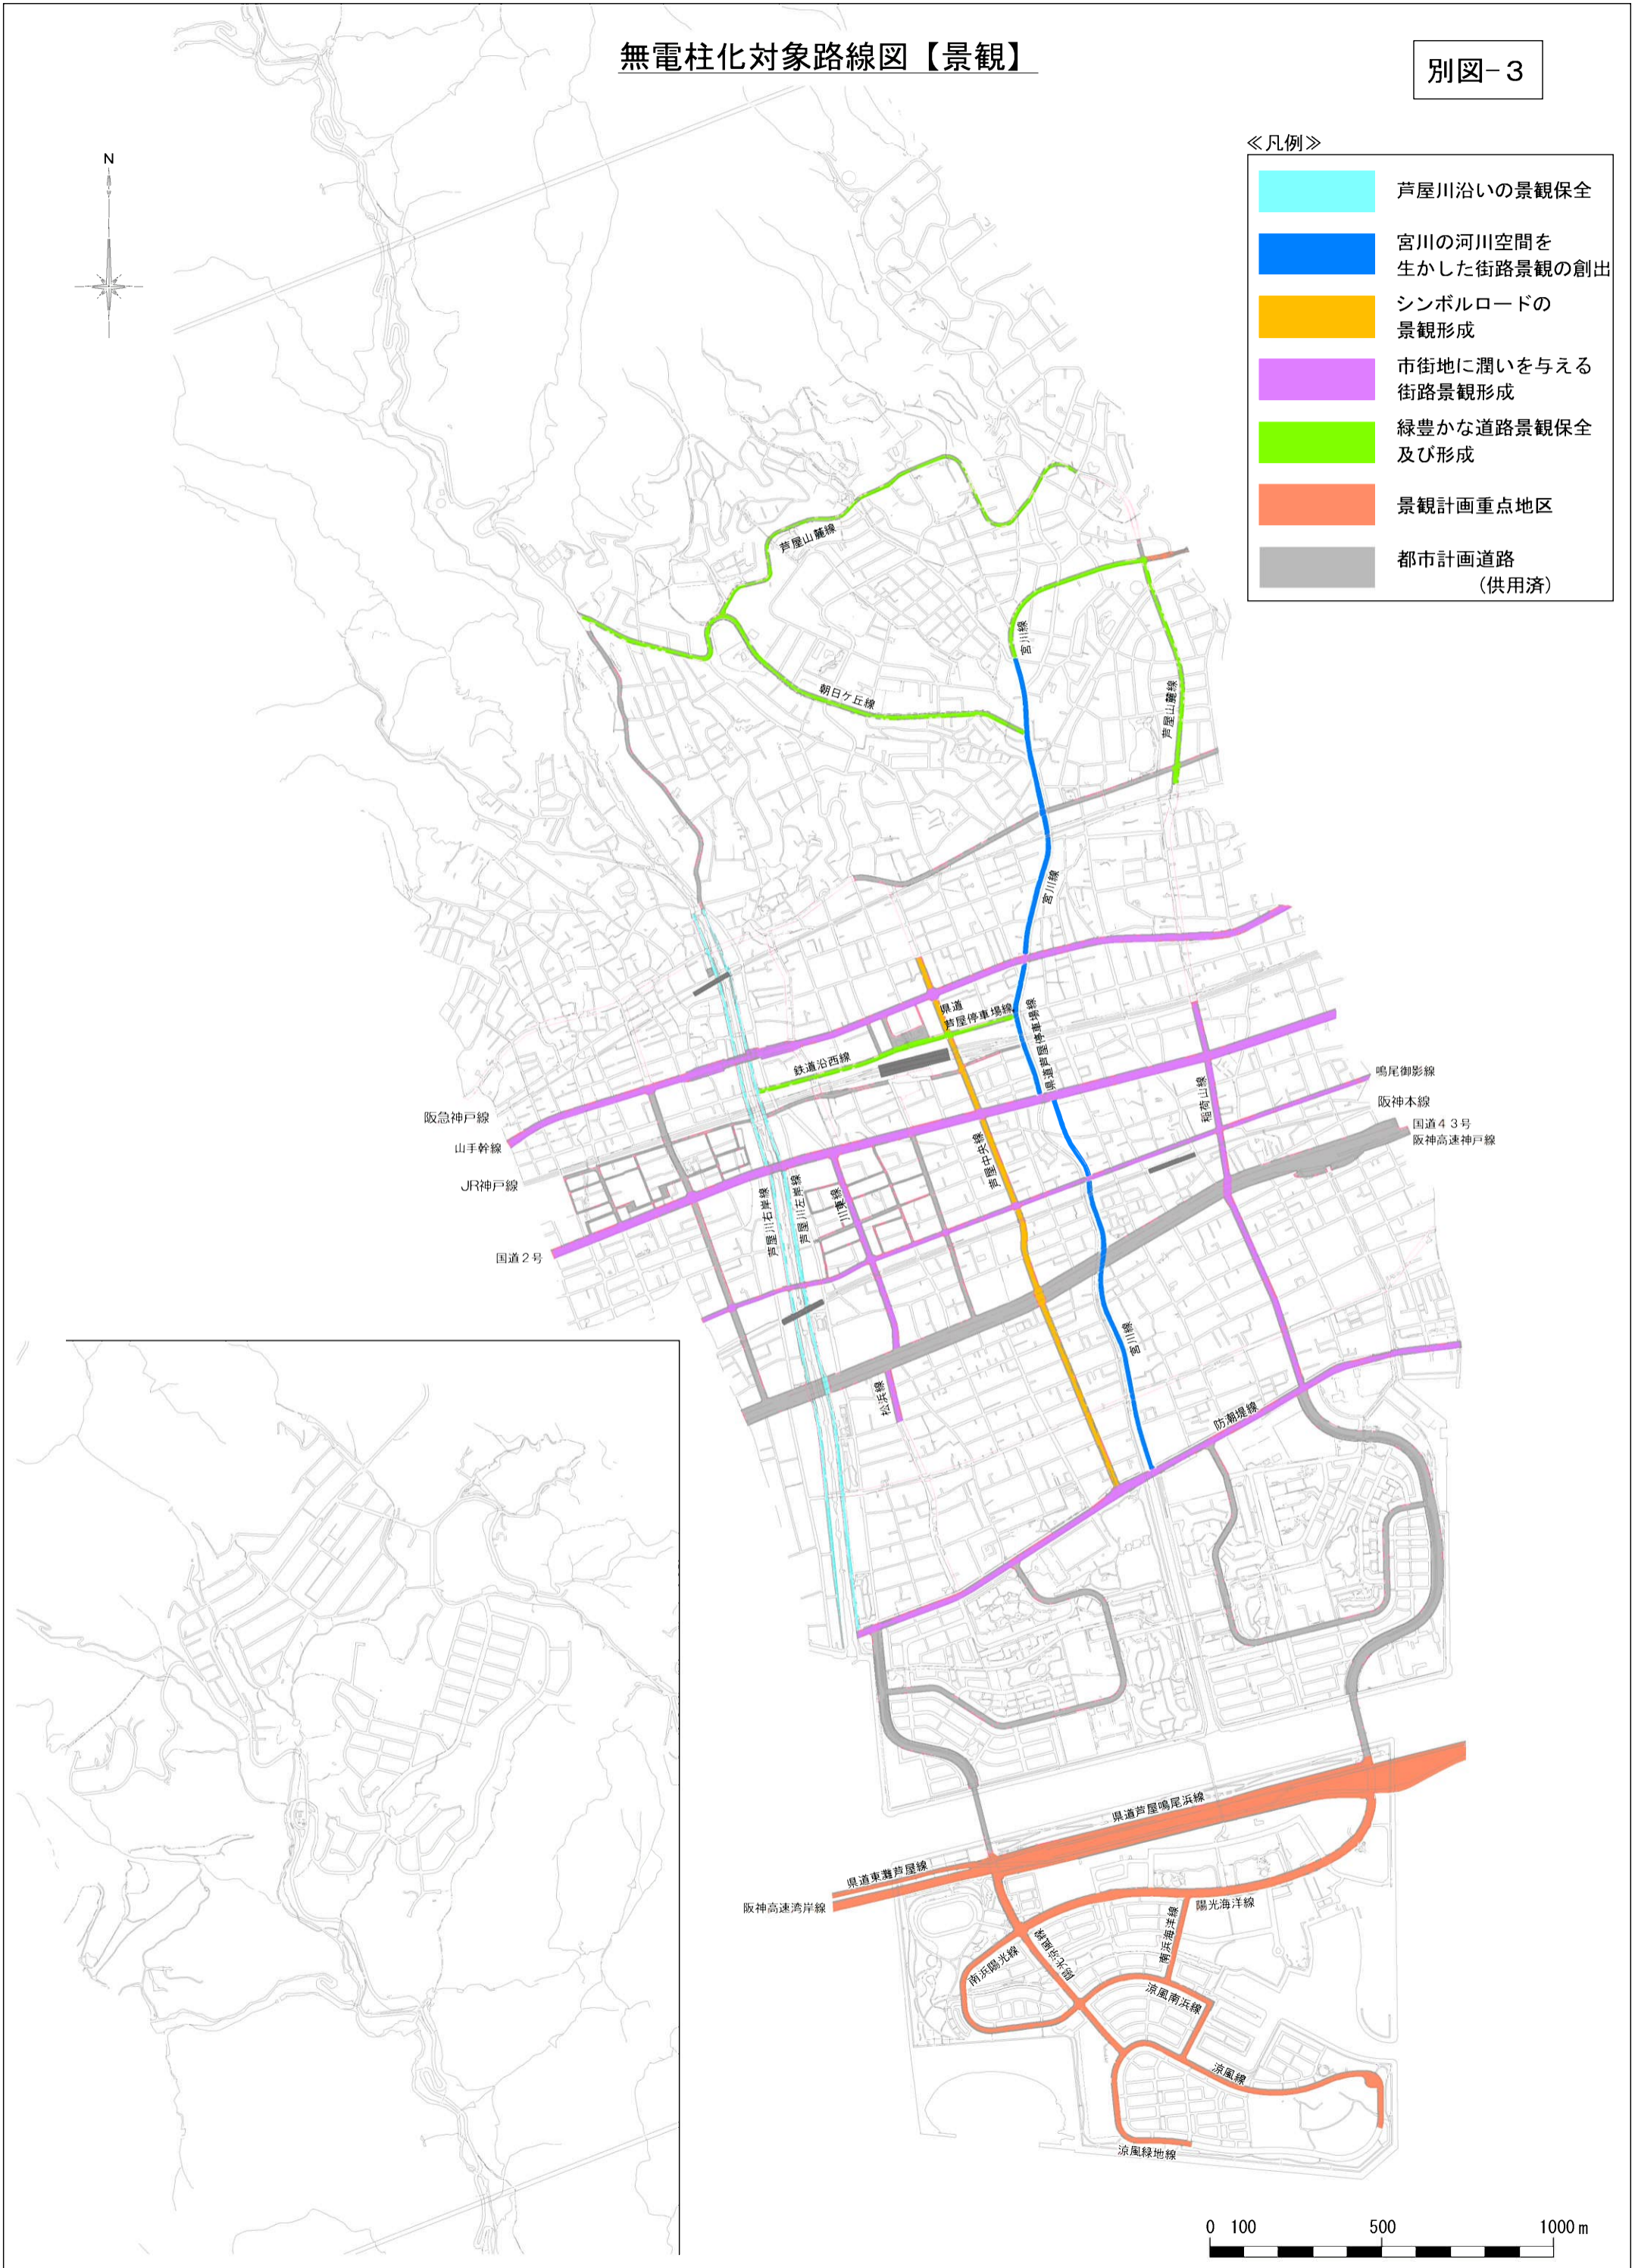 無電柱化対象路線図【景観】
別図-3
N
≪凡例≫
芦屋川沿いの景観保全
宮川の河川空間を
生かした街路景観の創出
シンボルロードの
景観形成
市街地に潤いを与える
街路景観形成
緑豊かな道路景観保全
及び形成
景観計画重点地区
都市計画道路
(供用済)
芦屋山麓線
宮川線
朝日ケ丘線
芦屋山麓線
宮川線
県道
芦屋停車場線
県道芦屋停車場線
鉄道沿西線
稲荷山線
鳴尾御影線
阪神本線
国道43号
阪神高速神戸線
阪急神戸線
山手幹線
JR神戸線
国道2号
芦屋川右岸線
芦屋川左岸線
川東線
芦屋中央線
宮川線
松浜線
防潮堤線
県道芦屋鳴尾浜線
県道東灘芦屋線
阪神高速湾岸線
陽光海洋線
南浜海洋線
南浜陽光線
陽光涼風線
涼風南浜線
涼風線
涼風緑地線
0 100 500 1000m